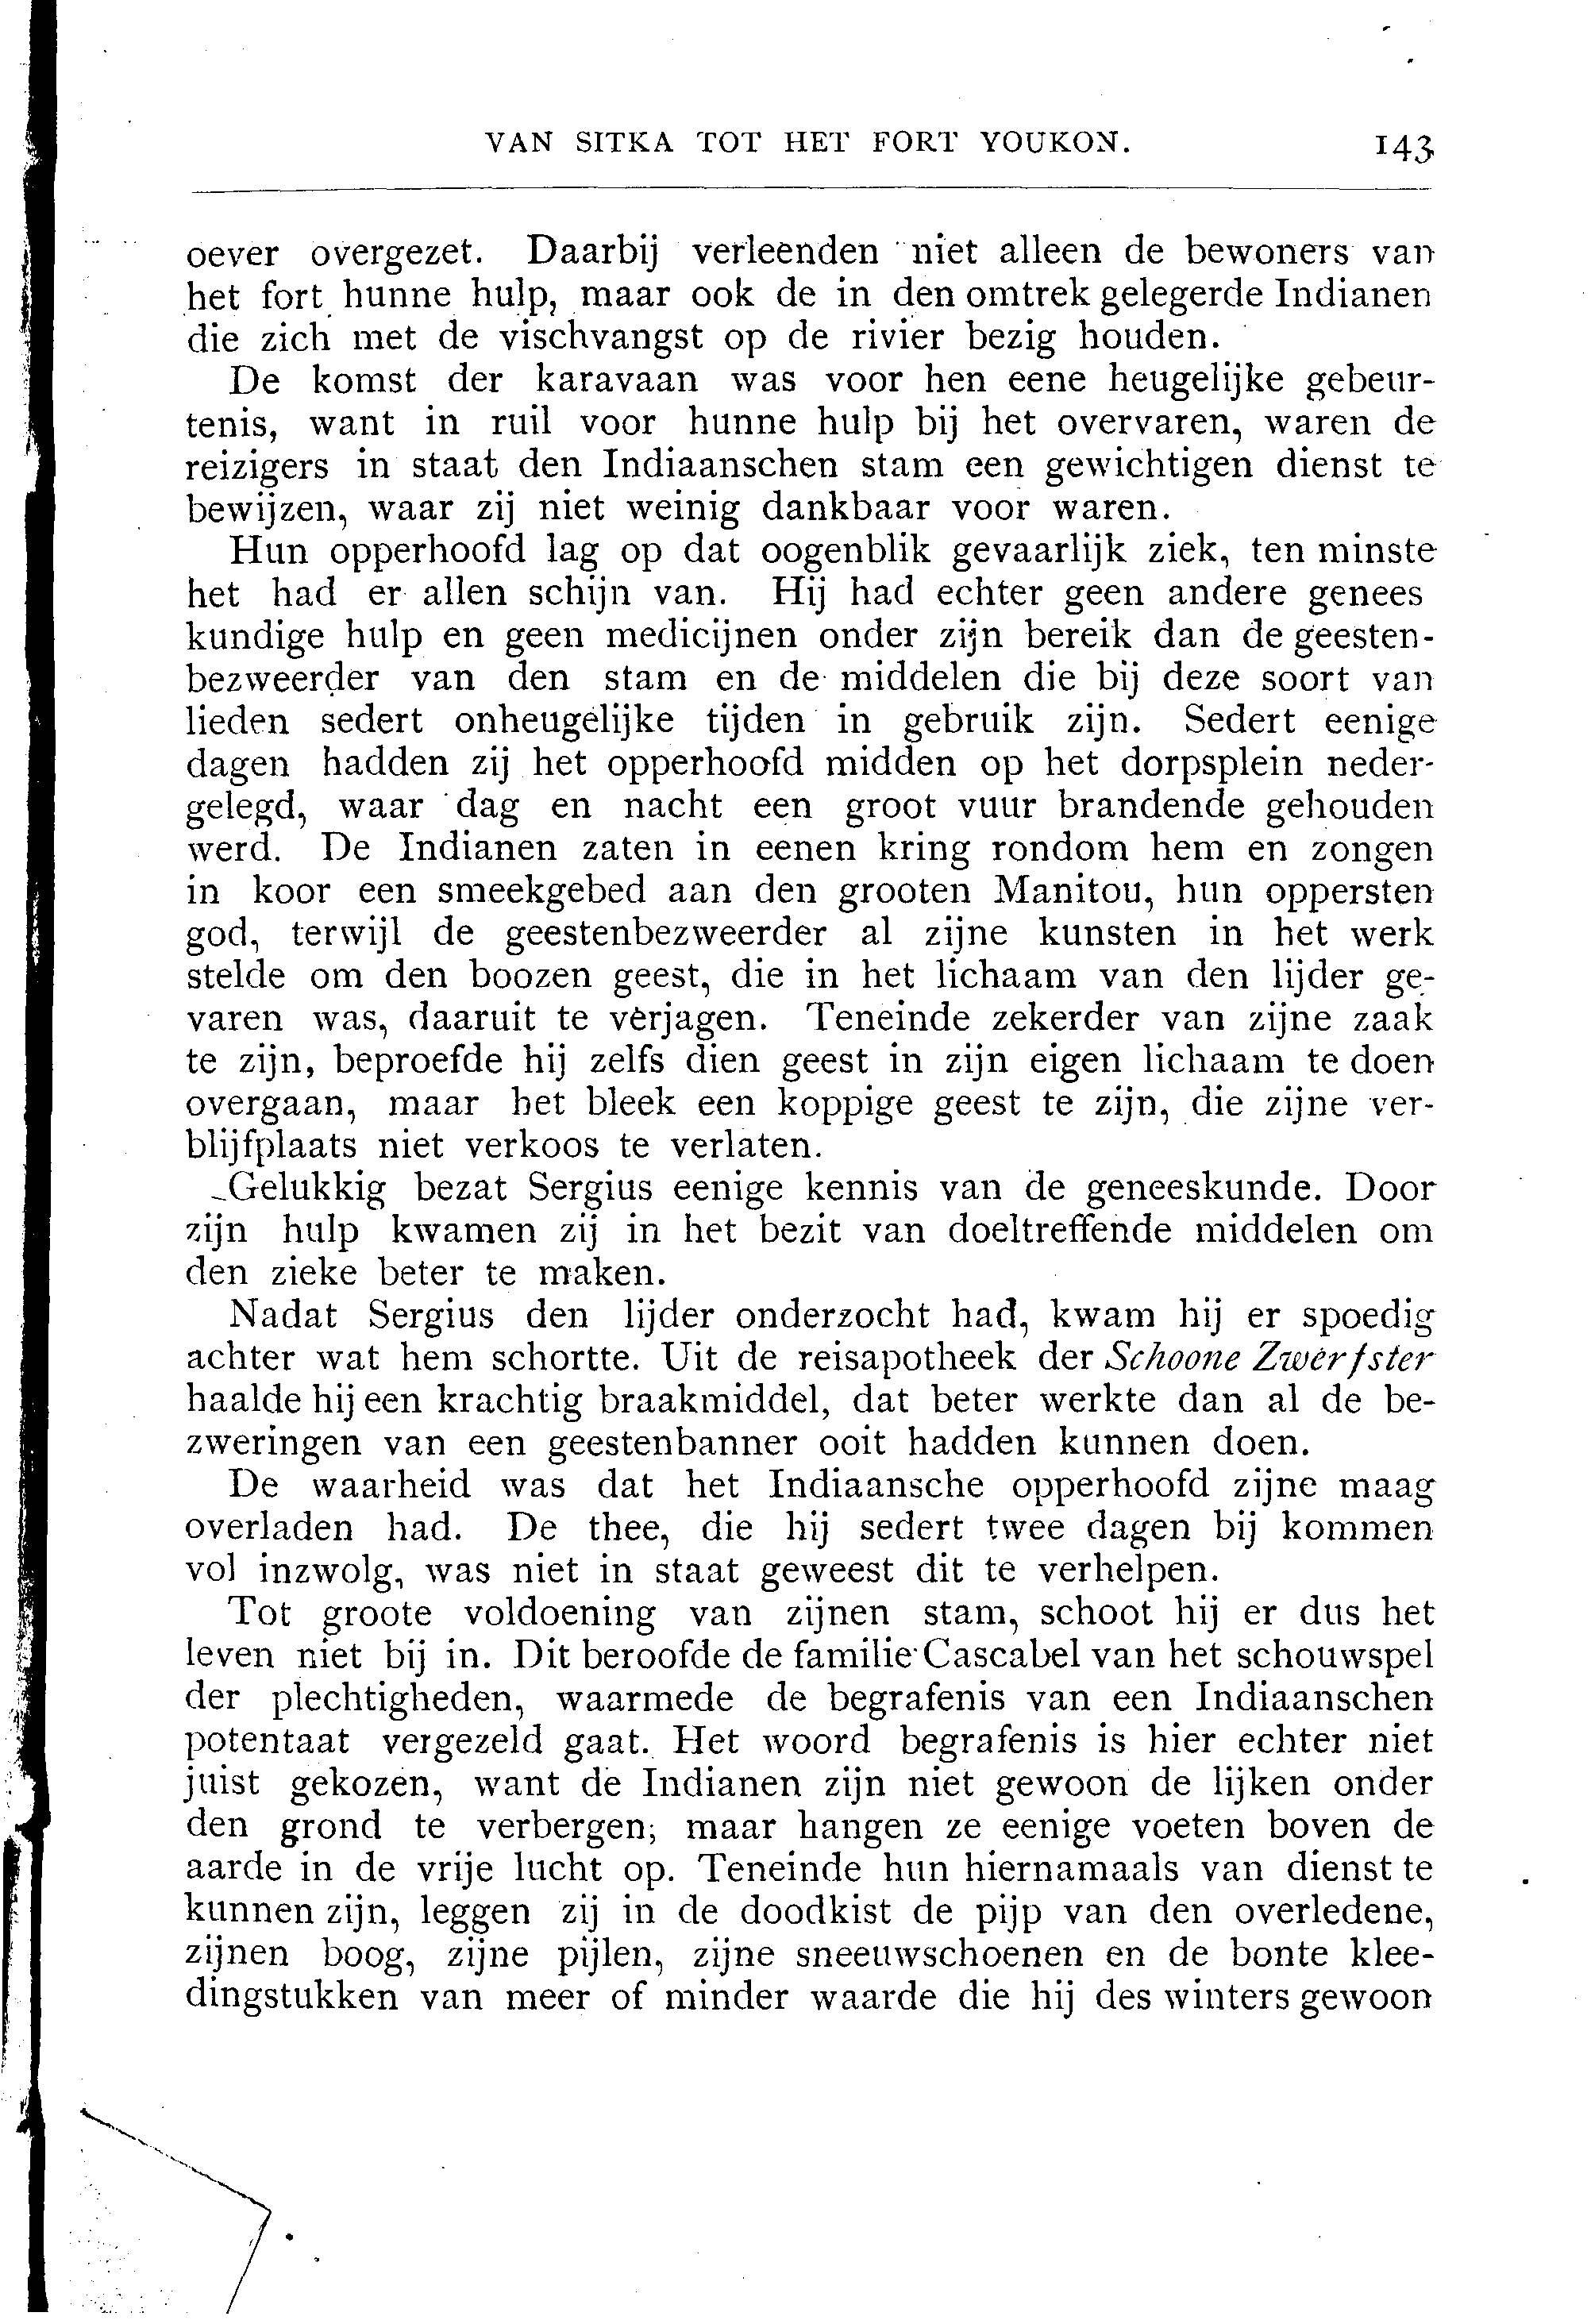 VAN SITKA TOT HET FORT YOUKON. 143
oever overgezet. Daarbij verleenden niet alleen de bewoners van
het fort hunne hulp, maar ook de in den omtrek gelegerde Indianen
die zich met de vischvangst op de rivier bezig houden.
De komst der karavaan was voor hen eene heugelijke gebeur-
tenis, want in ruil voor hunne hulp bij het overvaren, waren de
reizigers in staat den Indiaanschen stam een gewichtigen dienst te
bewijzen, waar zij niet weinig dankbaar voor waren.
Hun opperhoofd lag op dat oogenblik gevaarlijk ziek, ten minste
het had er allen schijn van. Hij had echter geen andere genees
kundige hulp en geen medicijnen onder zijn bereik dan de geesten-
bezweerder van den stam en de middelen die bij deze soort van
lieden sedert onheugelijke tijden in gebruik zijn. Sedert eenige
dagen hadden zij het opperhoofd midden op het dorpsplein neder-
gelegd, waar dag en nacht een groot vuur brandende gehouden
werd. De Indianen zaten in eenen kring rondom hem en zongen
in koor een smeekgebed aan den grooten Manitou, hun oppersten
god, terwijl de geestenbezweerder al zijne kunsten in het werk
stelde om den boozen geest, die in het lichaam van den lijder ge-
varen was, daaruit te verjagen. Teneinde zekerder van zijne zaak
te zijn, beproefde hij zelfs dien geest in zijn eigen lichaam te doen
overgaan, maar het bleek een koppige geest te zijn, die zijne ver-
blijfplaats niet verkoos te verlaten.
Gelukkig bezat Sergius eenige kennis van de geneeskunde. Door
zijn hulp kwamen zij in het bezit van doeltreffende middelen om
den zieke beter te maken.
Nadat Sergius den lijder onderzocht had, kwam hij er spoedig
achter wat hem schortte. Uit de reisapotheek der Schoone Zwerfster
haalde hij een krachtig braakmiddel, dat beter werkte dan al de be-
zweringen van een geestenbanner ooit hadden kunnen doen.
De waarheid was dat het Indiaansche opperhoofd zijne maag
overladen had. De thee, die hij sedert twee dagen bij kommen
vol inzwolg, was niet in staat geweest dit te verhelpen.
Tot groote voldoening van zijnen stam, schoot hij er dus het
leven niet bij in. Dit beroofde de familie Cascabel van het schouwspel
der plechtigheden, waarmede de begrafenis van een Indiaanschen
potentaat vergezeld gaat. Het woord begrafenis is hier echter niet
juist gekozen, want de Indianen zijn niet gewoon de lijken onder
den grond te verbergen; maar hangen ze eenige voeten boven de
aarde in de vrije lucht op. Teneinde hun hiernamaals van dienst te
kunnen zijn, leggen zij in de doodkist de pijp van den overledene,
zijnen boog, zijne pijlen, zijne sneeuwschoenen en de bonte klee-
dingstukken van meer of minder waarde die hij des winters gewoon